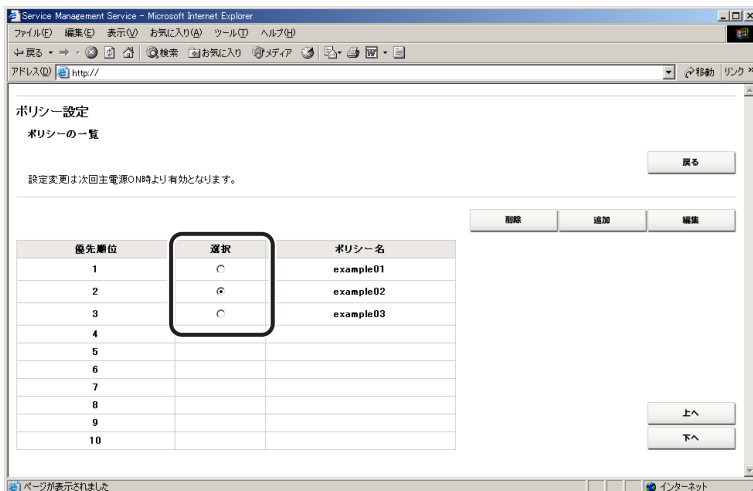 Service Management Service - Microsoft Internet Explorer
ファイル(F) 編集(E) 表示(V) お気に入り(A) ツール(T) ヘルプ(H)
戻る 検索 お気に入り メディア
アドレス(D) http:// 移動 リンク »
ポリシー設定
ポリシーの一覧
戻る
設定変更は次回主電源ON時より有効となります。
削除 追加 編集
優先順位 選択 ポリシー名
1 example01
2 example02
3 example03
4
5
6
7
8
9
10
上へ
下へ
ページが表示されました インターネット